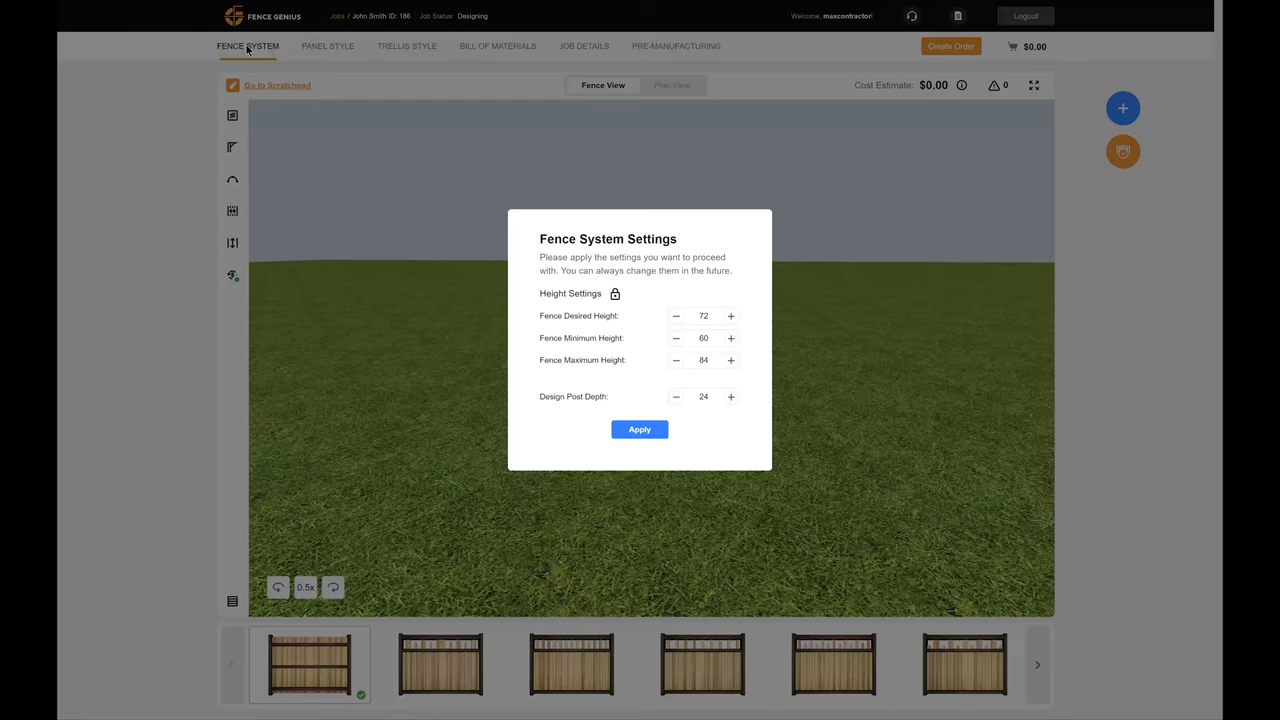 FENCE GENIUS
Jobs / John Smith ID: 186 Job Status: Designing
Welcome, maxcontractor!
Logout
FENCE SYSTEM
PANEL STYLE
TRELLIS STYLE
BILL OF MATERIALS
JOB DETAILS
PRE-MANUFACTURING
Create Order
$0.00
Go to Scratchpad
Fence View
Plan View
Cost Estimate: $0.00
0
Fence System Settings
Please apply the settings you want to proceed
with. You can always change them in the future.
Height Settings
Fence Desired Height: 72
Fence Minimum Height: 60
Fence Maximum Height: 84
Design Post Depth: 24
Apply
0.5x